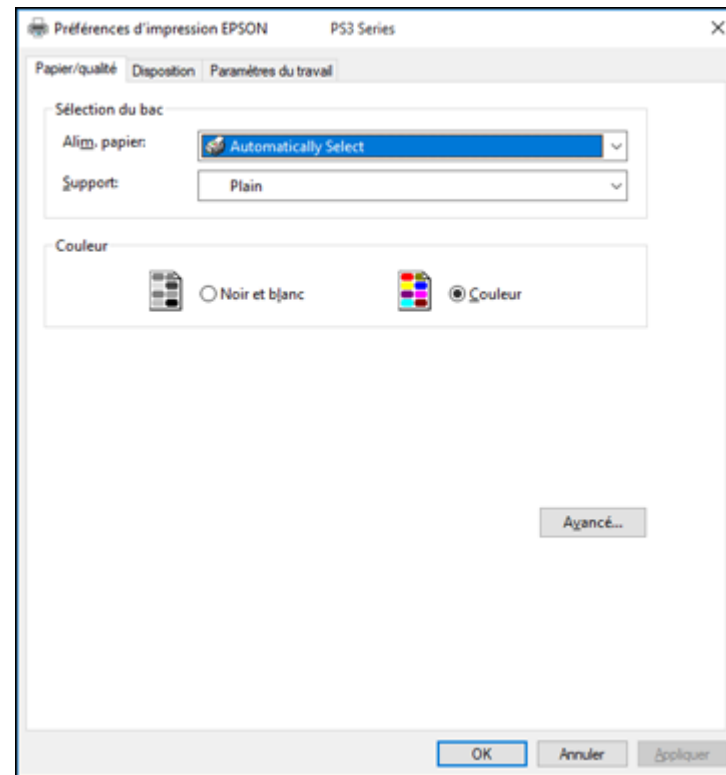 Préférences d'impression EPSON PS3 Series
Papier/qualité Disposition Paramètres du travail
Sélection du bac
Alim. papier: Automatically Select
Support: Plain
Couleur
Noir et blanc Couleur
Avancé...
OK Annuler Appliquer